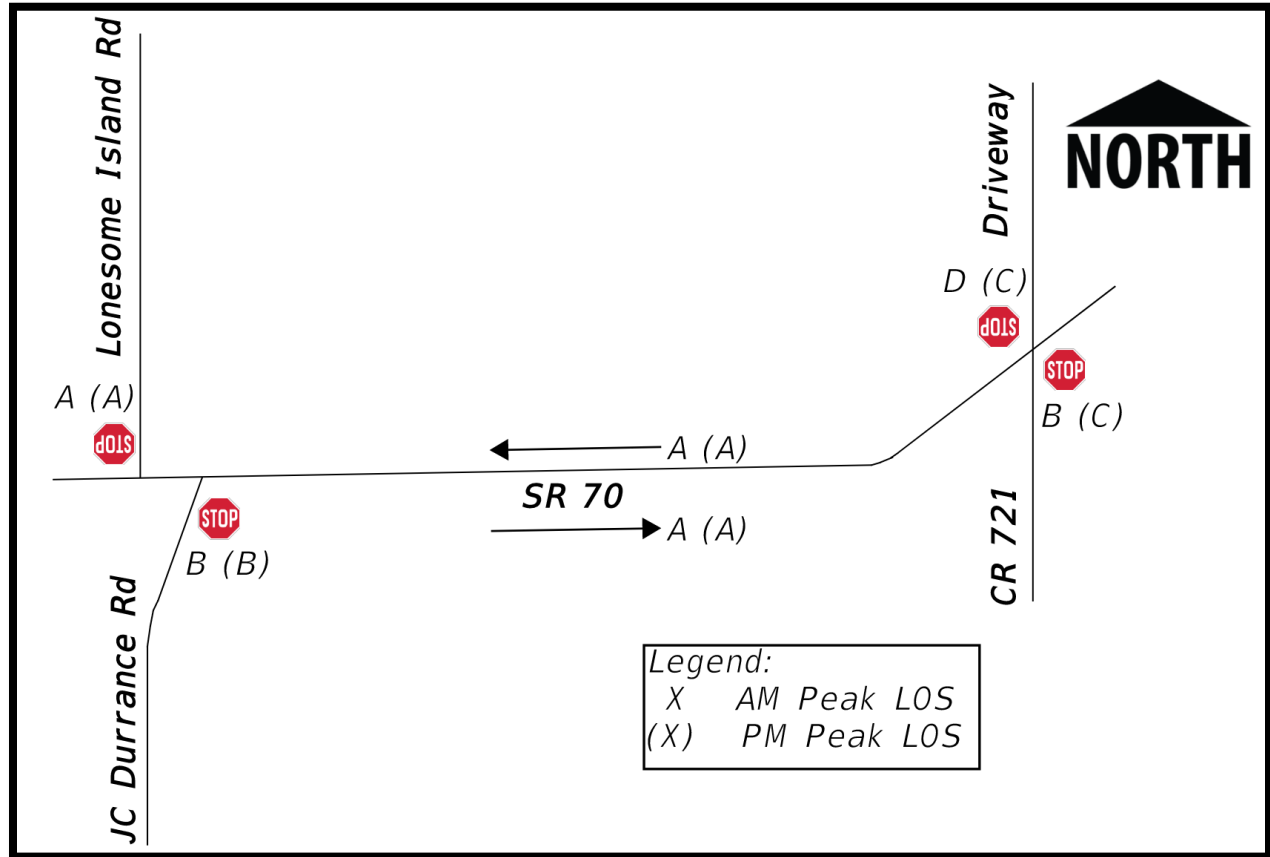 Lonesome Island Rd
Driveway
NORTH
D (C)
STOP
STOP
B (C)
A (A)
STOP
A (A)
SR 70
A (A)
STOP
B (B)
CR 721
JC Durrance Rd
Legend:
X AM Peak LOS
(X) PM Peak LOS